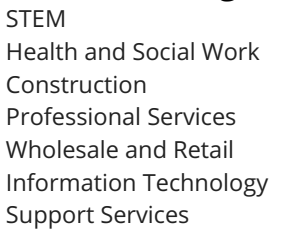 STEM
Health and Social Work
Construction
Professional Services
Wholesale and Retail
Information Technology
Support Services